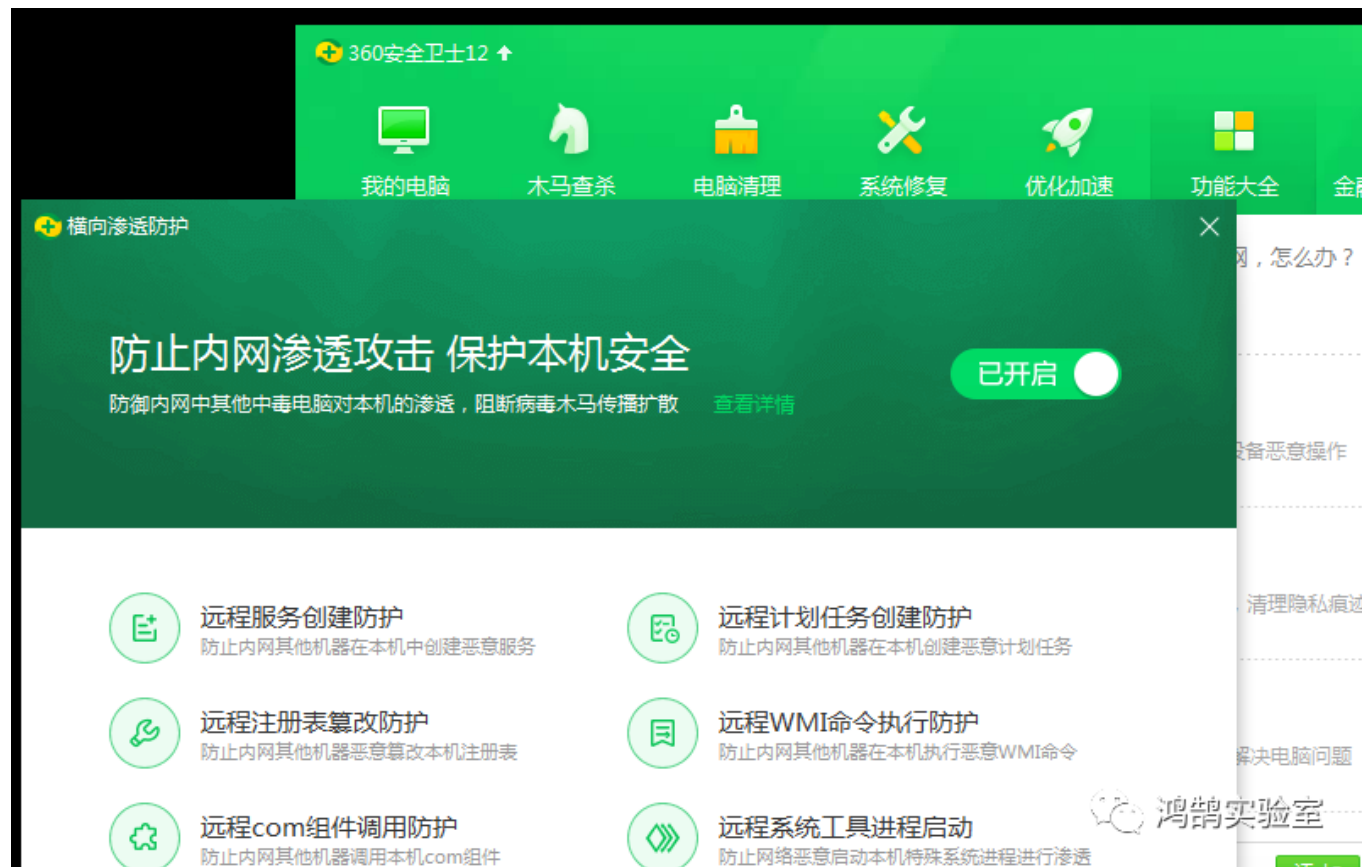 360安全卫士12
我的电脑 木马查杀 电脑清理 系统修复 优化加速 功能大全 金
横向渗透防护
网，怎么办？
防止内网渗透攻击 保护本机安全
已开启
防御内网中其他中毒电脑对本机的渗透，阻断病毒木马传播扩散 查看详情
设备恶意操作
远程服务创建防护
防止内网其他机器在本机中创建恶意服务
远程计划任务创建防护
防止内网其他机器在本机创建恶意计划任务
清理隐私痕迹
远程注册表篡改防护
防止内网其他机器恶意篡改本机注册表
远程WMI命令执行防护
防止内网其他机器在本机执行恶意WMI命令
解决电脑问题
远程com组件调用防护
防止内网其他机器调用本机com组件
远程系统工具进程启动
防止网络恶意启动本机特殊系统进程进行渗透
鸿鹄实验室